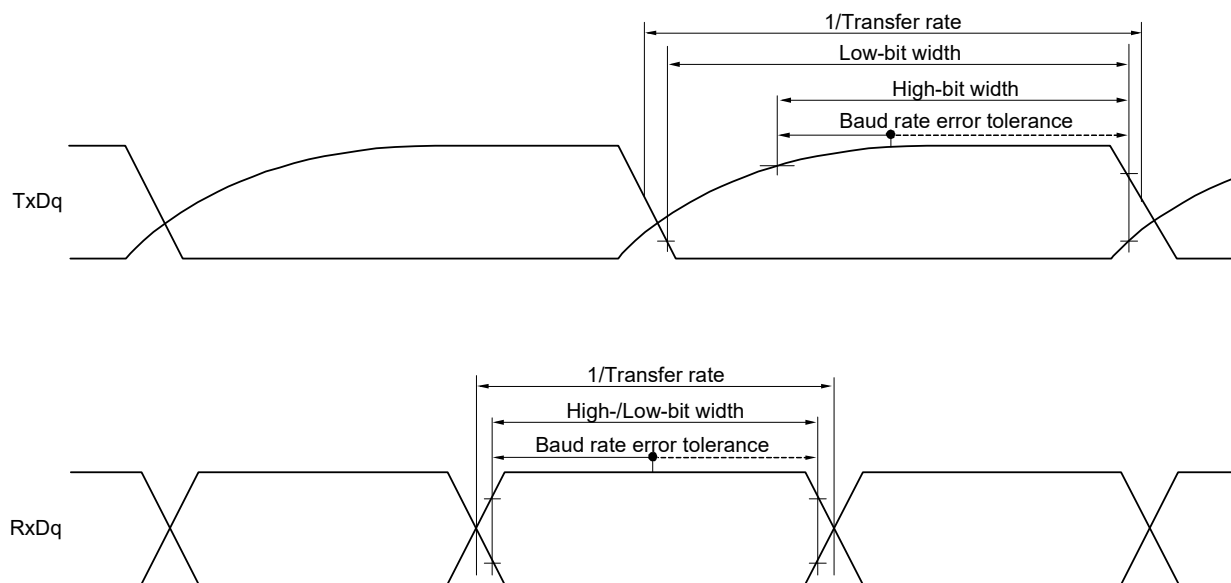 1/Transfer rate
Low-bit width
High-bit width
Baud rate error tolerance
TxDq
1/Transfer rate
High-/Low-bit width
Baud rate error tolerance
RxDq